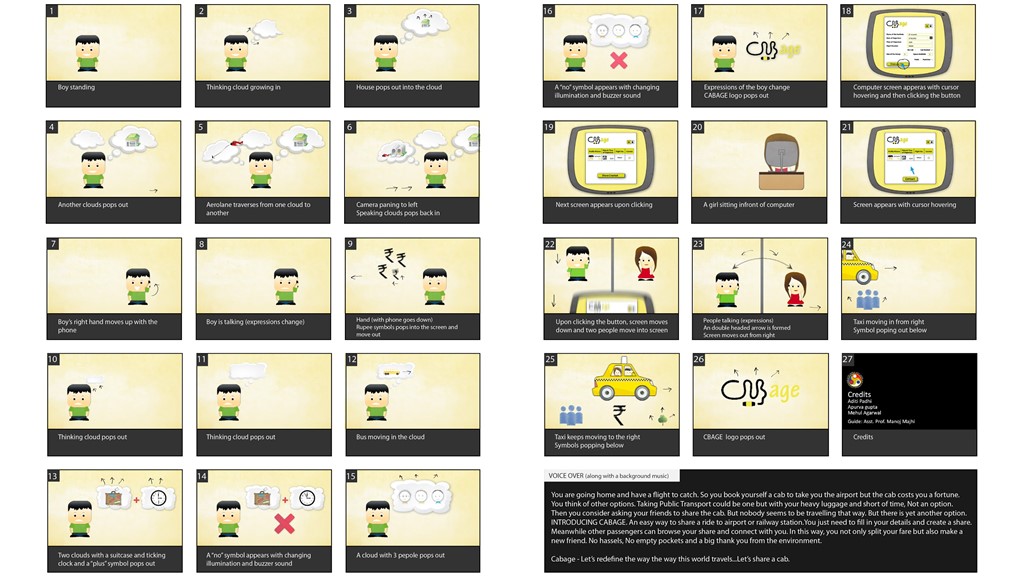 1
Boy standing
2
Thinking cloud growing in
3
House pops out into the cloud
4
Another clouds pops out
5
Aerolane traverses from one cloud to
another
6
Camera paning to left
Speaking clouds pops back in
7
Boy's right hand moves up with the
phone
8
Boy is talking (expressions change)
9
Hand (with phone goes down)
Rupee symbols pops into the screen and
move out
10
Thinking cloud pops out
11
Thinking cloud pops out
12
Bus moving in the cloud
13
Two clouds with a suitcase and ticking
clock and a "plus" symbol pops out
14
A "no" symbol appears with changing
illumination and buzzer sound
15
A cloud with 3 pepole pops out
16
A "no" symbol appears with changing
illumination and buzzer sound
17
CABage
Expressions of the boy change
CABAGE logo pops out
18
CABage
Computer screen apperas with cursor
hovering and then clicking the button
19
CABage
Next screen appears upon clicking
20
A girl sitting infront of computer
21
CABage
Screen appears with cursor hovering
22
Upon clicking the button, screen moves
down and two people move into screen
23
People talking (expressions)
An double headed arrow is formed
Screen moves out from right
24
Taxi moving in from right
Symbol poping out below
25
₹
Taxi keeps moving to the right
Symbols popping below
26
CABage
CBAGE logo pops out
27
Credits
Aditi Padhi
Apurva gupta
Mehul Agarwal
Guide: Asst. Prof. Manoj Majhi
Credits
VOICE OVER (along with a background music)
You are going home and have a flight to catch. So you book yourself a cab to take you the airport but the cab costs you a fortune.
You think of other options. Taking Public Transport could be one but with your heavy luggage and short of time, Not an option.
Then you consider asking your friends to share the cab. But nobody seems to be travelling that way. But there is yet another option.
INTRODUCING CABAGE. An easy way to share a ride to airport or railway station.You just need to fill in your details and create a share.
Meanwhile other passengers can browse your share and connect with you. In this way, you not only split your fare but also make a
new friend. No hassels, No empty pockets and a big thank you from the environment.
Cabage - Let's redefine the way the way this world travels...Let's share a cab.